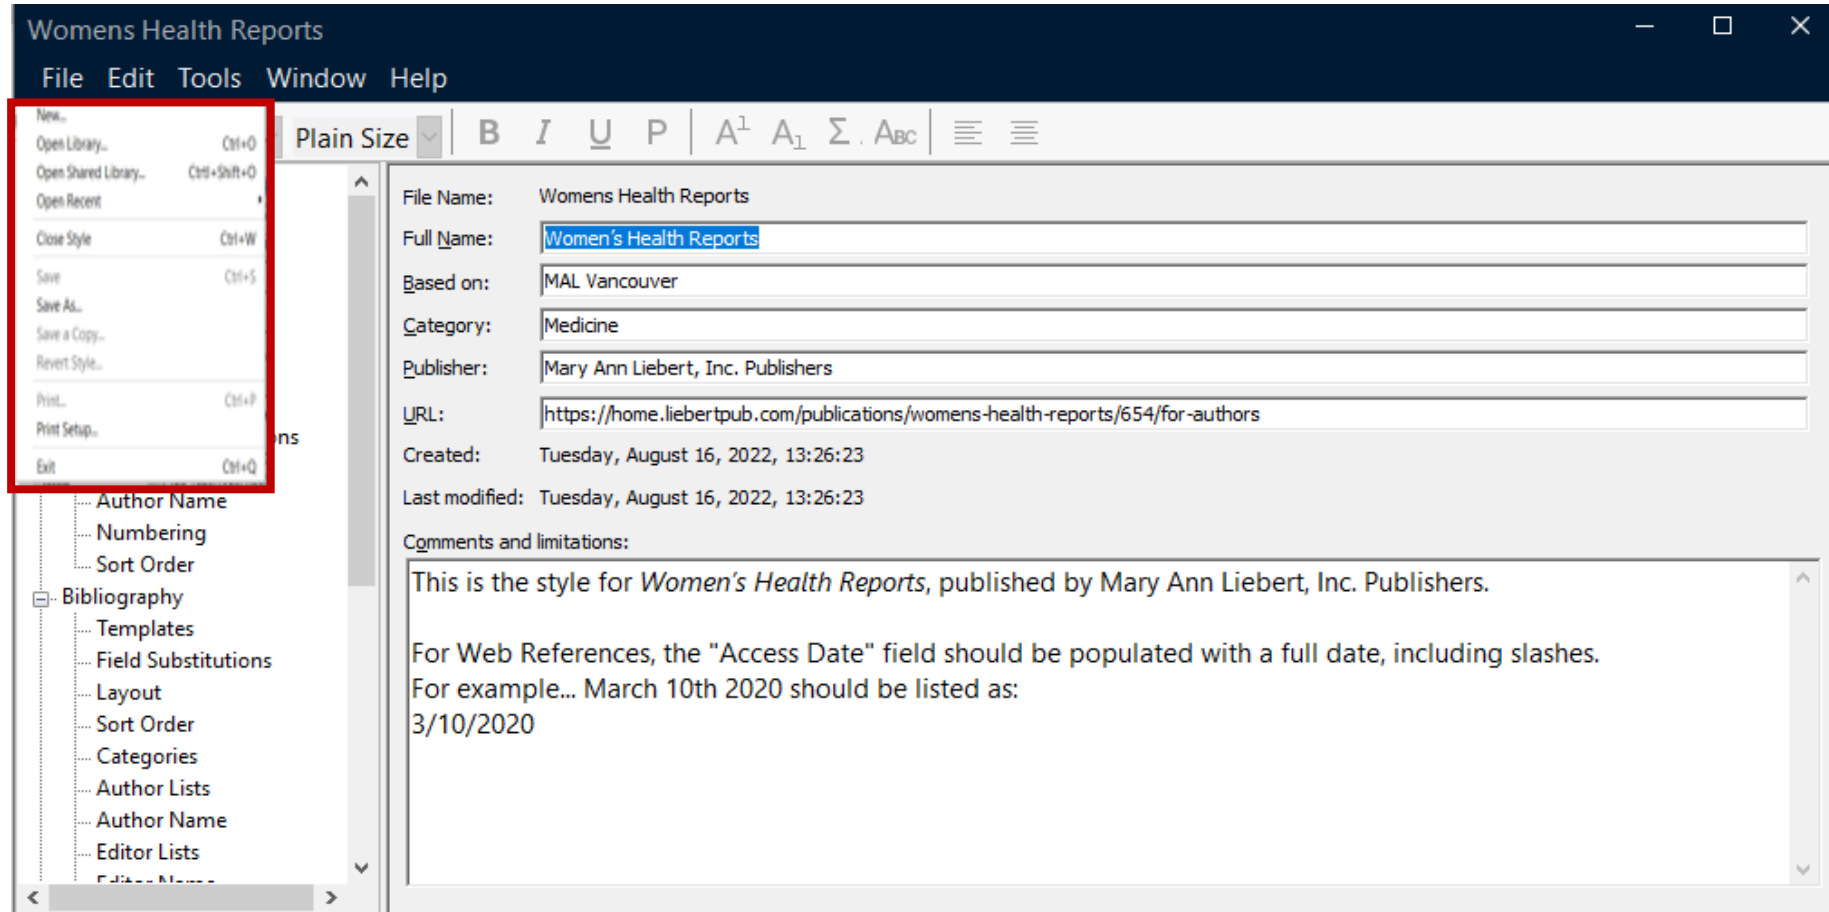 Womens Health Reports
File Edit Tools Window Help
New...
Open Library... Ctrl+O
Open Shared Library... Ctrl+Shift+O
Open Recent
Close Style Ctrl+W
Save Ctrl+S
Save As...
Save a Copy...
Revert Style...
Print... Ctrl+P
Print Setup...
Exit Ctrl+Q
Plain Size B I U P A1 A1 Σ ABC
ons
Author Name
Numbering
Sort Order
Bibliography
Templates
Field Substitutions
Layout
Sort Order
Categories
Author Lists
Author Name
Editor Lists
File Name: Womens Health Reports
Full Name: Women's Health Reports
Based on: MAL Vancouver
Category: Medicine
Publisher: Mary Ann Liebert, Inc. Publishers
URL: https://home.liebertpub.com/publications/womens-health-reports/654/for-authors
Created: Tuesday, August 16, 2022, 13:26:23
Last modified: Tuesday, August 16, 2022, 13:26:23
Comments and limitations:
This is the style for Women's Health Reports, published by Mary Ann Liebert, Inc. Publishers.
For Web References, the "Access Date" field should be populated with a full date, including slashes.
For example... March 10th 2020 should be listed as:
3/10/2020